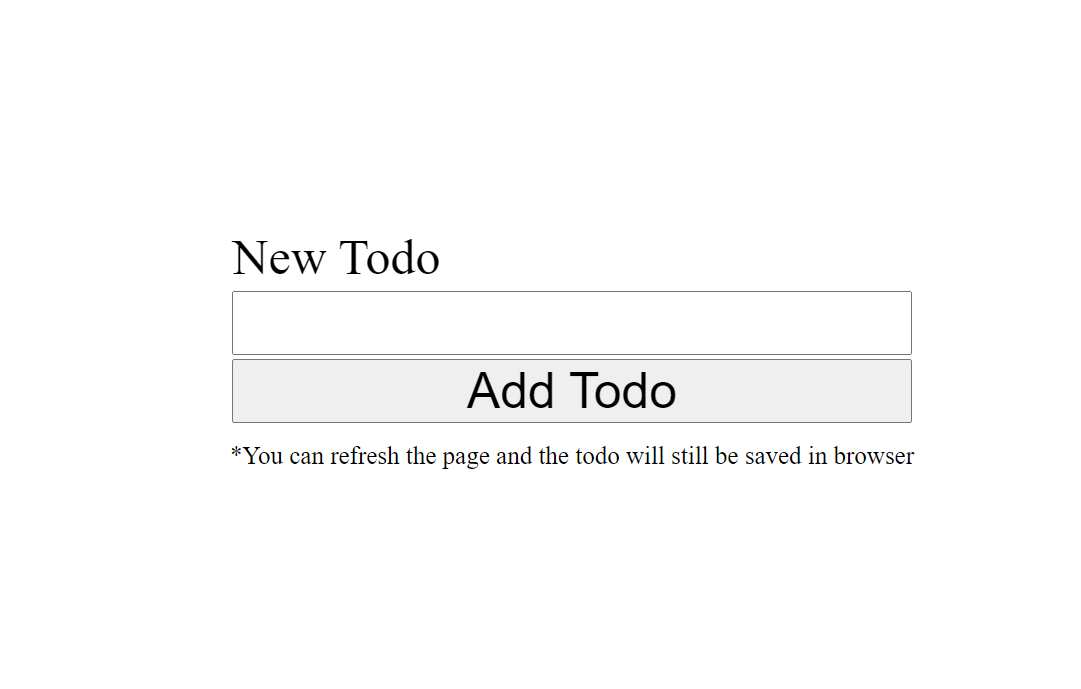 New Todo
Add Todo
*You can refresh the page and the todo will still be saved in browser